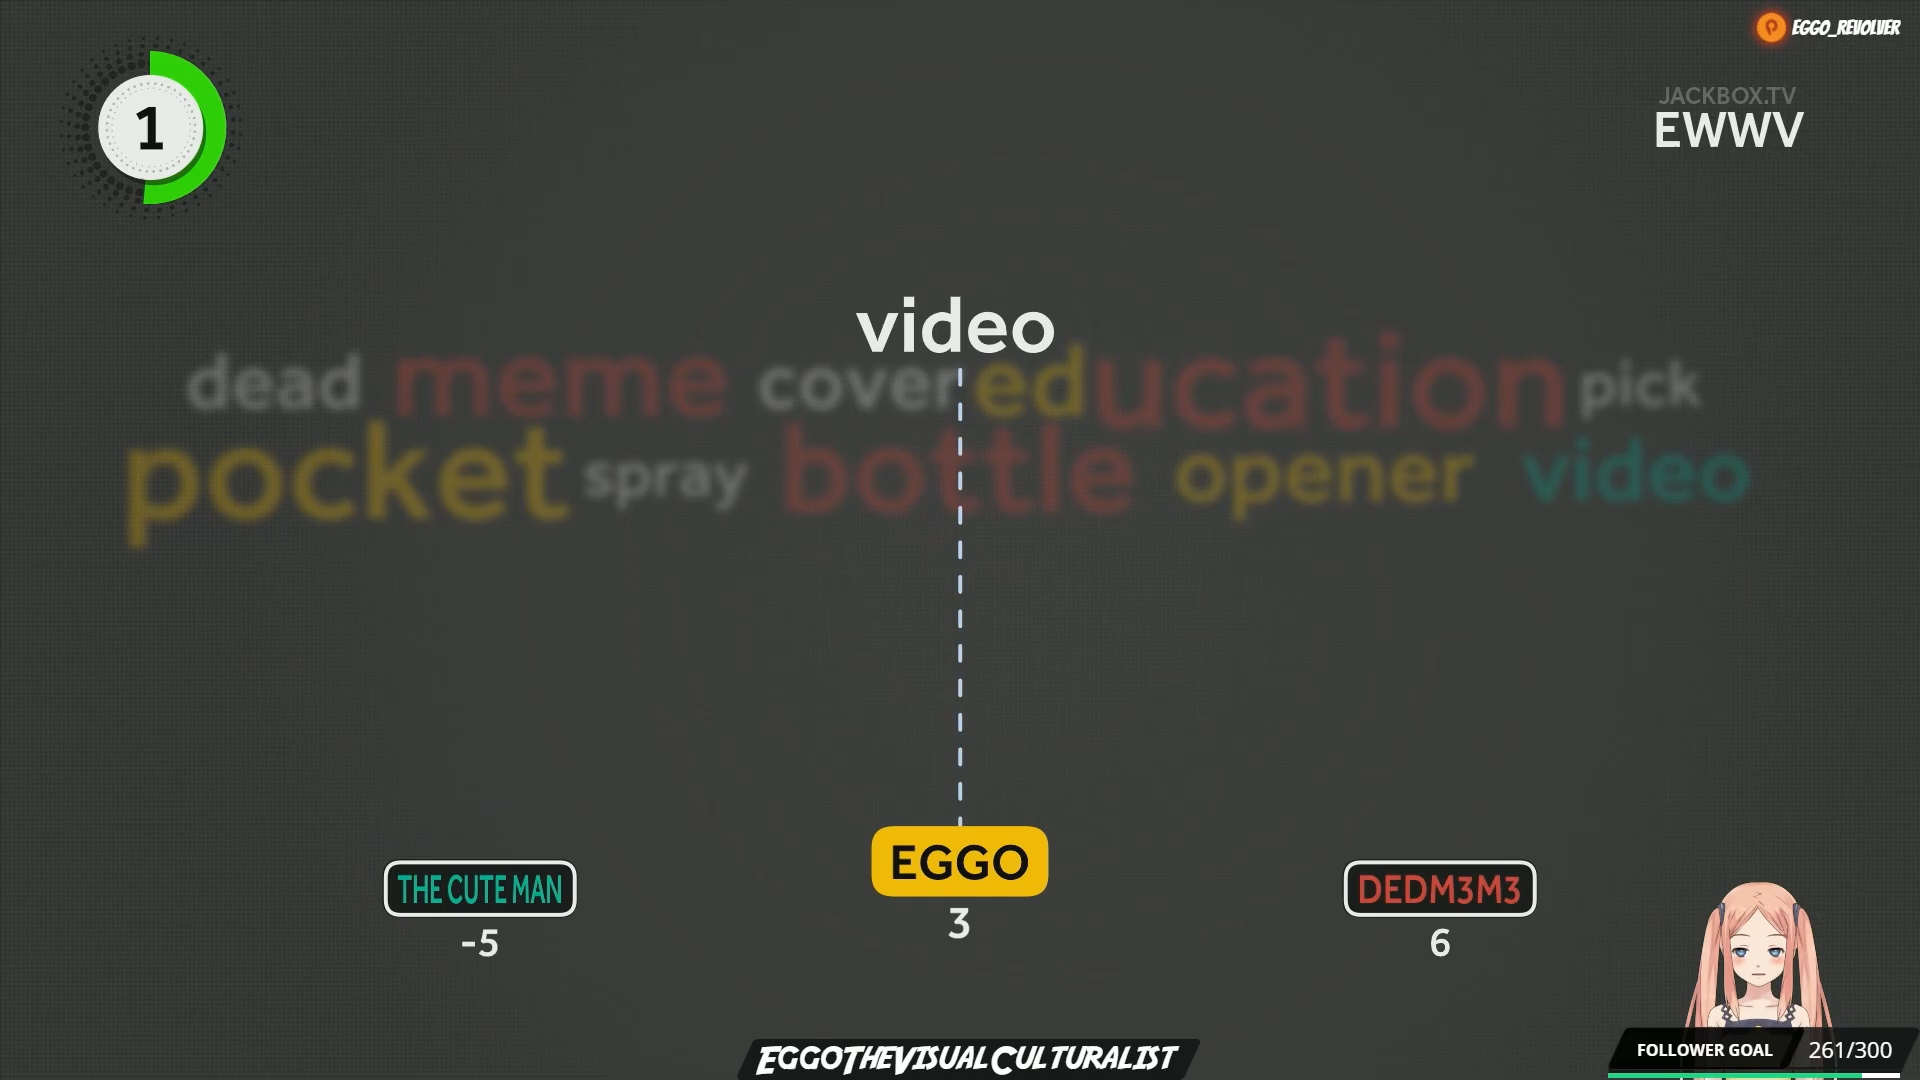 EGGO_REVOLVER
1
JACKBOX.TV
EWWV
video
dead meme cover education pick
pocket spray bottle opener video
THE CUTE MAN
-5
EGGO
3
DEDM3M3
6
EGGOTHEVISUALCULTURALIST
FOLLOWER GOAL 261/300